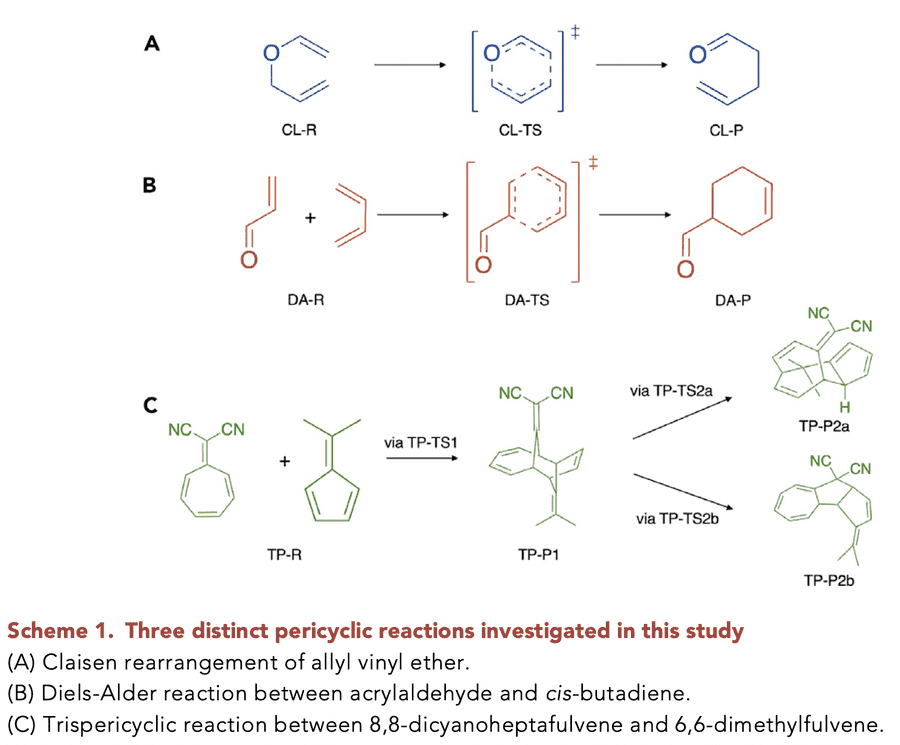 A
O
O
‡
O
CL-R
CL-TS
CL-P
B
O
+
O
‡
O
DA-R
DA-TS
DA-P
C
NC
CN
+
via TP-TS1
NC
CN
via TP-TS2a
via TP-TS2b
NC
CN
H
TP-P2a
NC
CN
TP-R
TP-P1
TP-P2b
Scheme 1. Three distinct pericyclic reactions investigated in this study
(A) Claisen rearrangement of allyl vinyl ether.
(B) Diels-Alder reaction between acrylaldehyde and cis-butadiene.
(C) Trispericyclic reaction between 8,8-dicyanoheptafulvene and 6,6-dimethylfulvene.